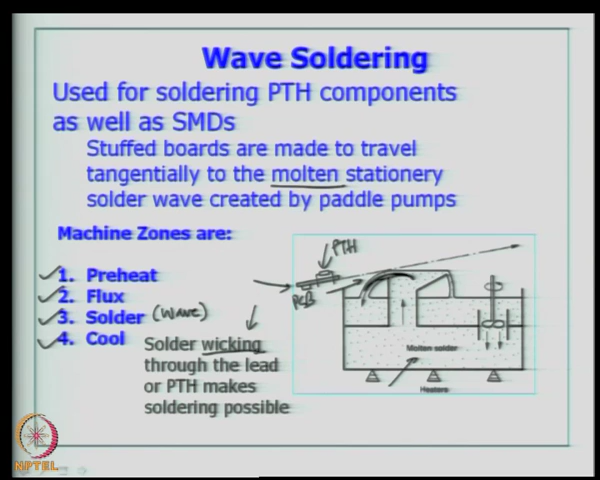 Wave Soldering
Used for soldering PTH components
as well as SMDs
Stuffed boards are made to travel
tangentially to the molten stationery
solder wave created by paddle pumps
Machine Zones are:
1. Preheat
2. Flux
3. Solder (Wave)
4. Cool
Solder wicking
through the lead
or PTH makes
soldering possible
PTH
PCB
Molten solder
Heaters
NPTEL